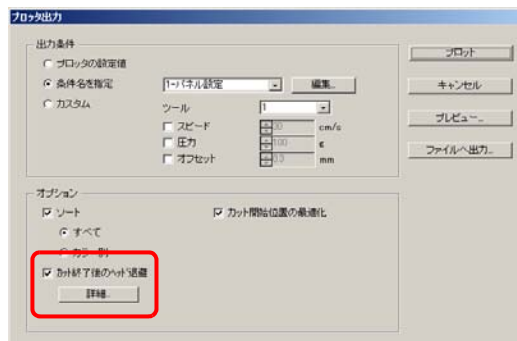 プロッタ出力
出力条件
プロッタの設定値
条件名を指定
1-パネル設定
編集...
カスタム
ツール
1
スピード
30
cm/s
圧力
100
g
オフセット
0.3
mm
プロット
キャンセル
プレビュー...
ファイルへ出力...
オプション
ソート
カット開始位置の最適化
すべて
カラー別
カット終了後のヘッド退避
詳細...